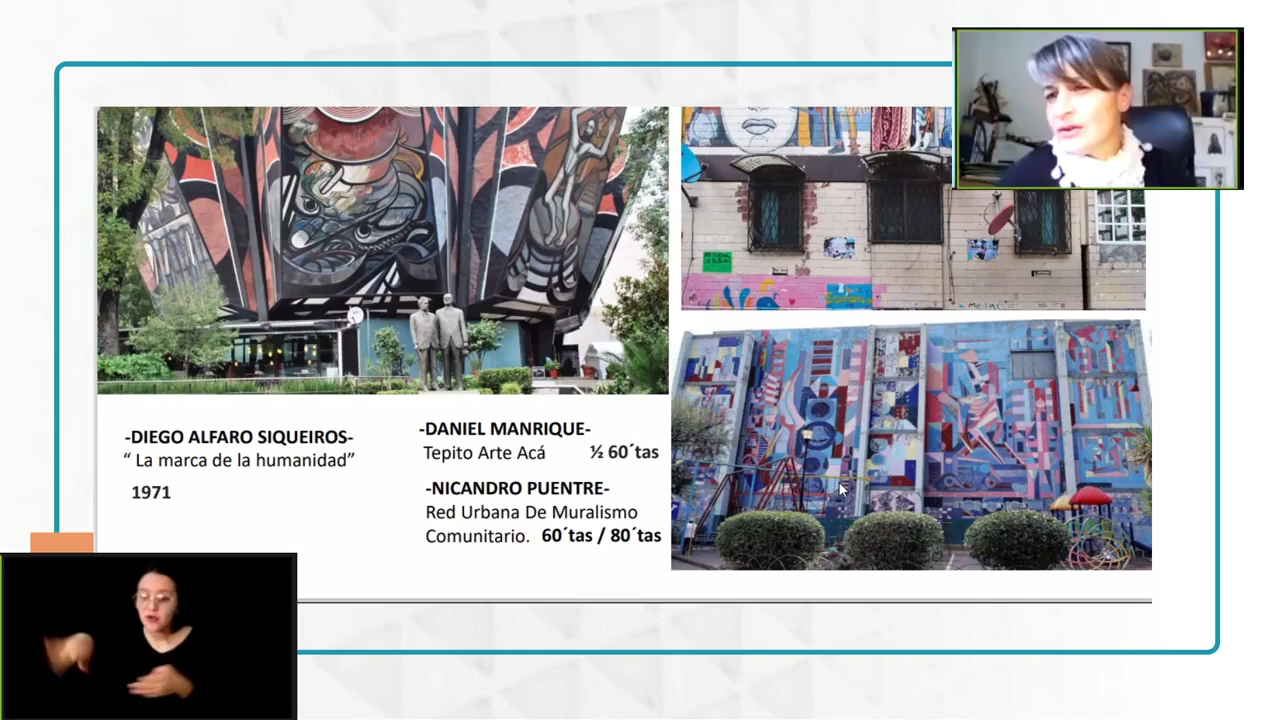 -DIEGO ALFARO SIQUEIROS-
“ La marca de la humanidad”
1971
-DANIEL MANRIQUE-
Tepito Arte Acá ½ 60´tas
-NICANDRO PUENTRE-
Red Urbana De Muralismo
Comunitario. 60´tas / 80´tas